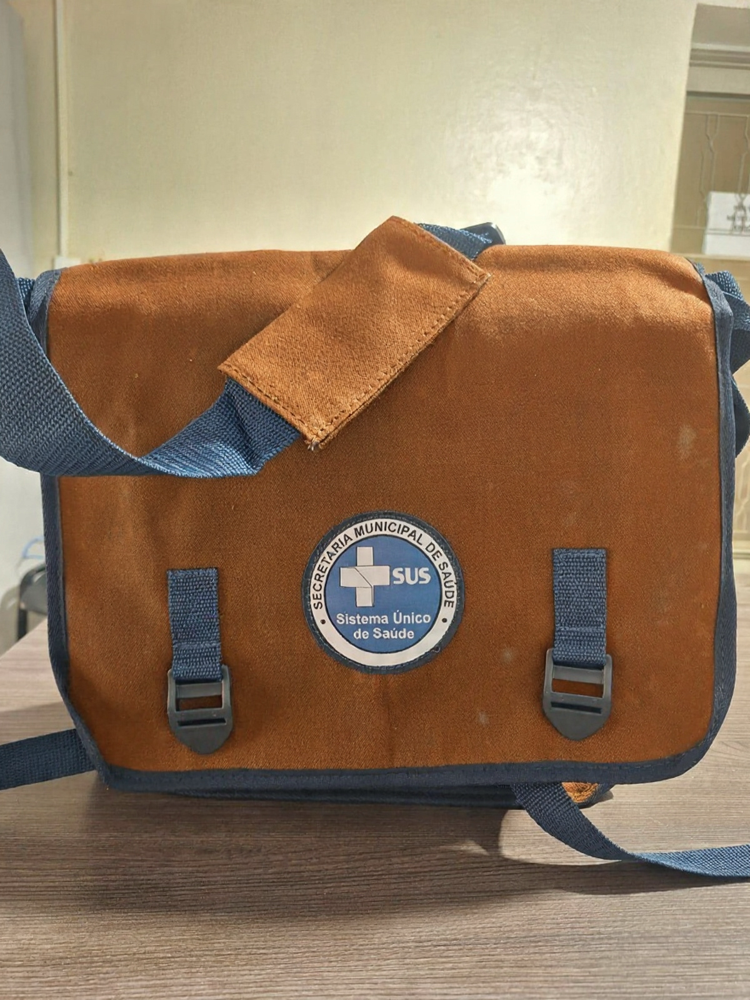 SECRETARIA MUNICIPAL DE SAÚDE
SUS
Sistema Único
de Saúde